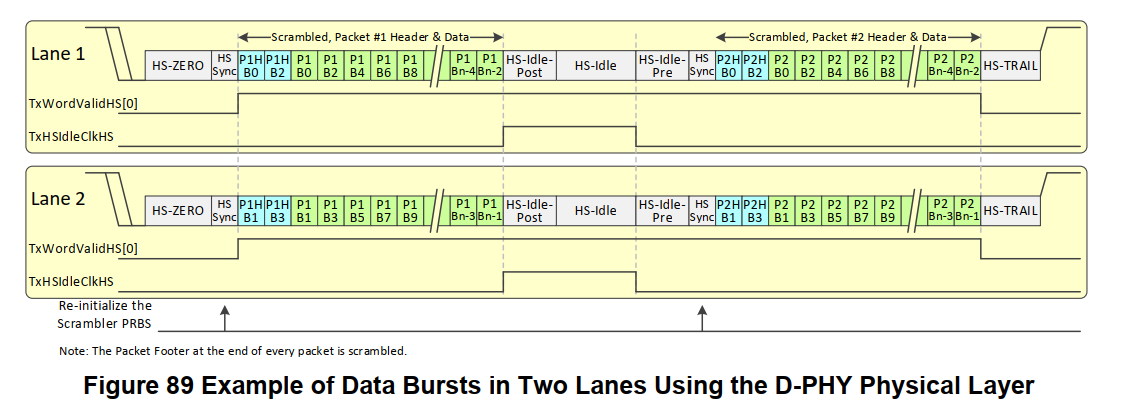 Scrambled, Packet #1 Header & Data
Scrambled, Packet #2 Header & Data
Lane 1
HS-ZERO HS Sync P1H B0 P1H B2 P1 B0 P1 B2 P1 B4 P1 B6 P1 B8 P1 Bn-4 P1 Bn-2 HS-Idle-Post HS-Idle HS-Idle-Pre HS Sync P2H B0 P2H B2 P2 B0 P2 B2 P2 B4 P2 B6 P2 B8 P2 Bn-4 P2 Bn-2 HS-TRAIL
TxWordValidHS[0]
TxHSIdleClkHS
Lane 2
HS-ZERO HS Sync P1H B1 P1H B3 P1 B1 P1 B3 P1 B5 P1 B7 P1 B9 P1 Bn-3 P1 Bn-1 HS-Idle-Post HS-Idle HS-Idle-Pre HS Sync P2H B1 P2H B3 P2 B1 P2 B3 P2 B5 P2 B7 P2 B9 P2 Bn-3 P2 Bn-1 HS-TRAIL
TxWordValidHS[0]
TxHSIdleClkHS
Re-initialize the
Scrambler PRBS
Note: The Packet Footer at the end of every packet is scrambled.
Figure 89 Example of Data Bursts in Two Lanes Using the D-PHY Physical Layer